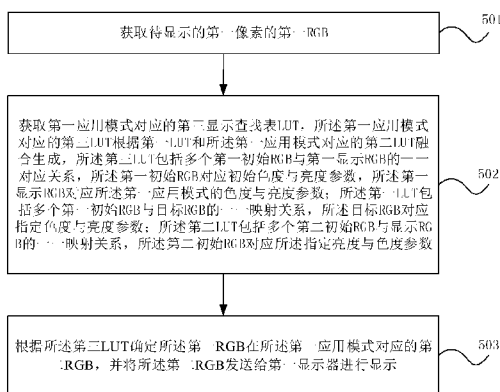 获取待显示的第一像素的第一RGB
501
获取第一应用模式对应的第三显示查找表LUT，所述第一应用模式
对应的第三LUT根据第一LUT和所述第一应用模式对应的第二LUT融
合生成，所述第三LUT包括多个第一初始RGB与第一显示RGB的一一
对应关系，所述第一初始RGB对应初始色度与亮度参数，所述第一
显示RGB对应所述第一应用模式的色度与亮度参数；所述第一LUT包
括多个第一初始RGB与目标RGB的一一映射关系，所述目标RGB对应
指定色度与亮度参数；所述第二LUT包括多个第二初始RGB与显示RG
B的一一映射关系，所述第二初始RGB对应所述指定亮度与色度参数
502
根据所述第三LUT确定所述第一RGB在所述第一应用模式对应的第
二RGB，并将所述第二RGB发送给第一显示器进行显示
503